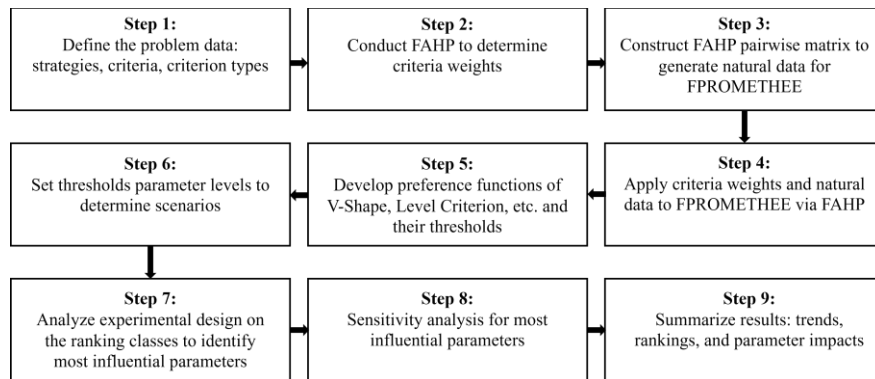 Step 1:
Define the problem data:
strategies, criteria, criterion types
Step 2:
Conduct FAHP to determine
criteria weights
Step 3:
Construct FAHP pairwise matrix to
generate natural data for
FPROMETHEE
Step 4:
Apply criteria weights and natural
data to FPROMETHEE via FAHP
Step 5:
Develop preference functions of
V-Shape, Level Criterion, etc. and
their thresholds
Step 6:
Set thresholds parameter levels to
determine scenarios
Step 7:
Analyze experimental design on
the ranking classes to identify
most influential parameters
Step 8:
Sensitivity analysis for most
influential parameters
Step 9:
Summarize results: trends,
rankings, and parameter impacts